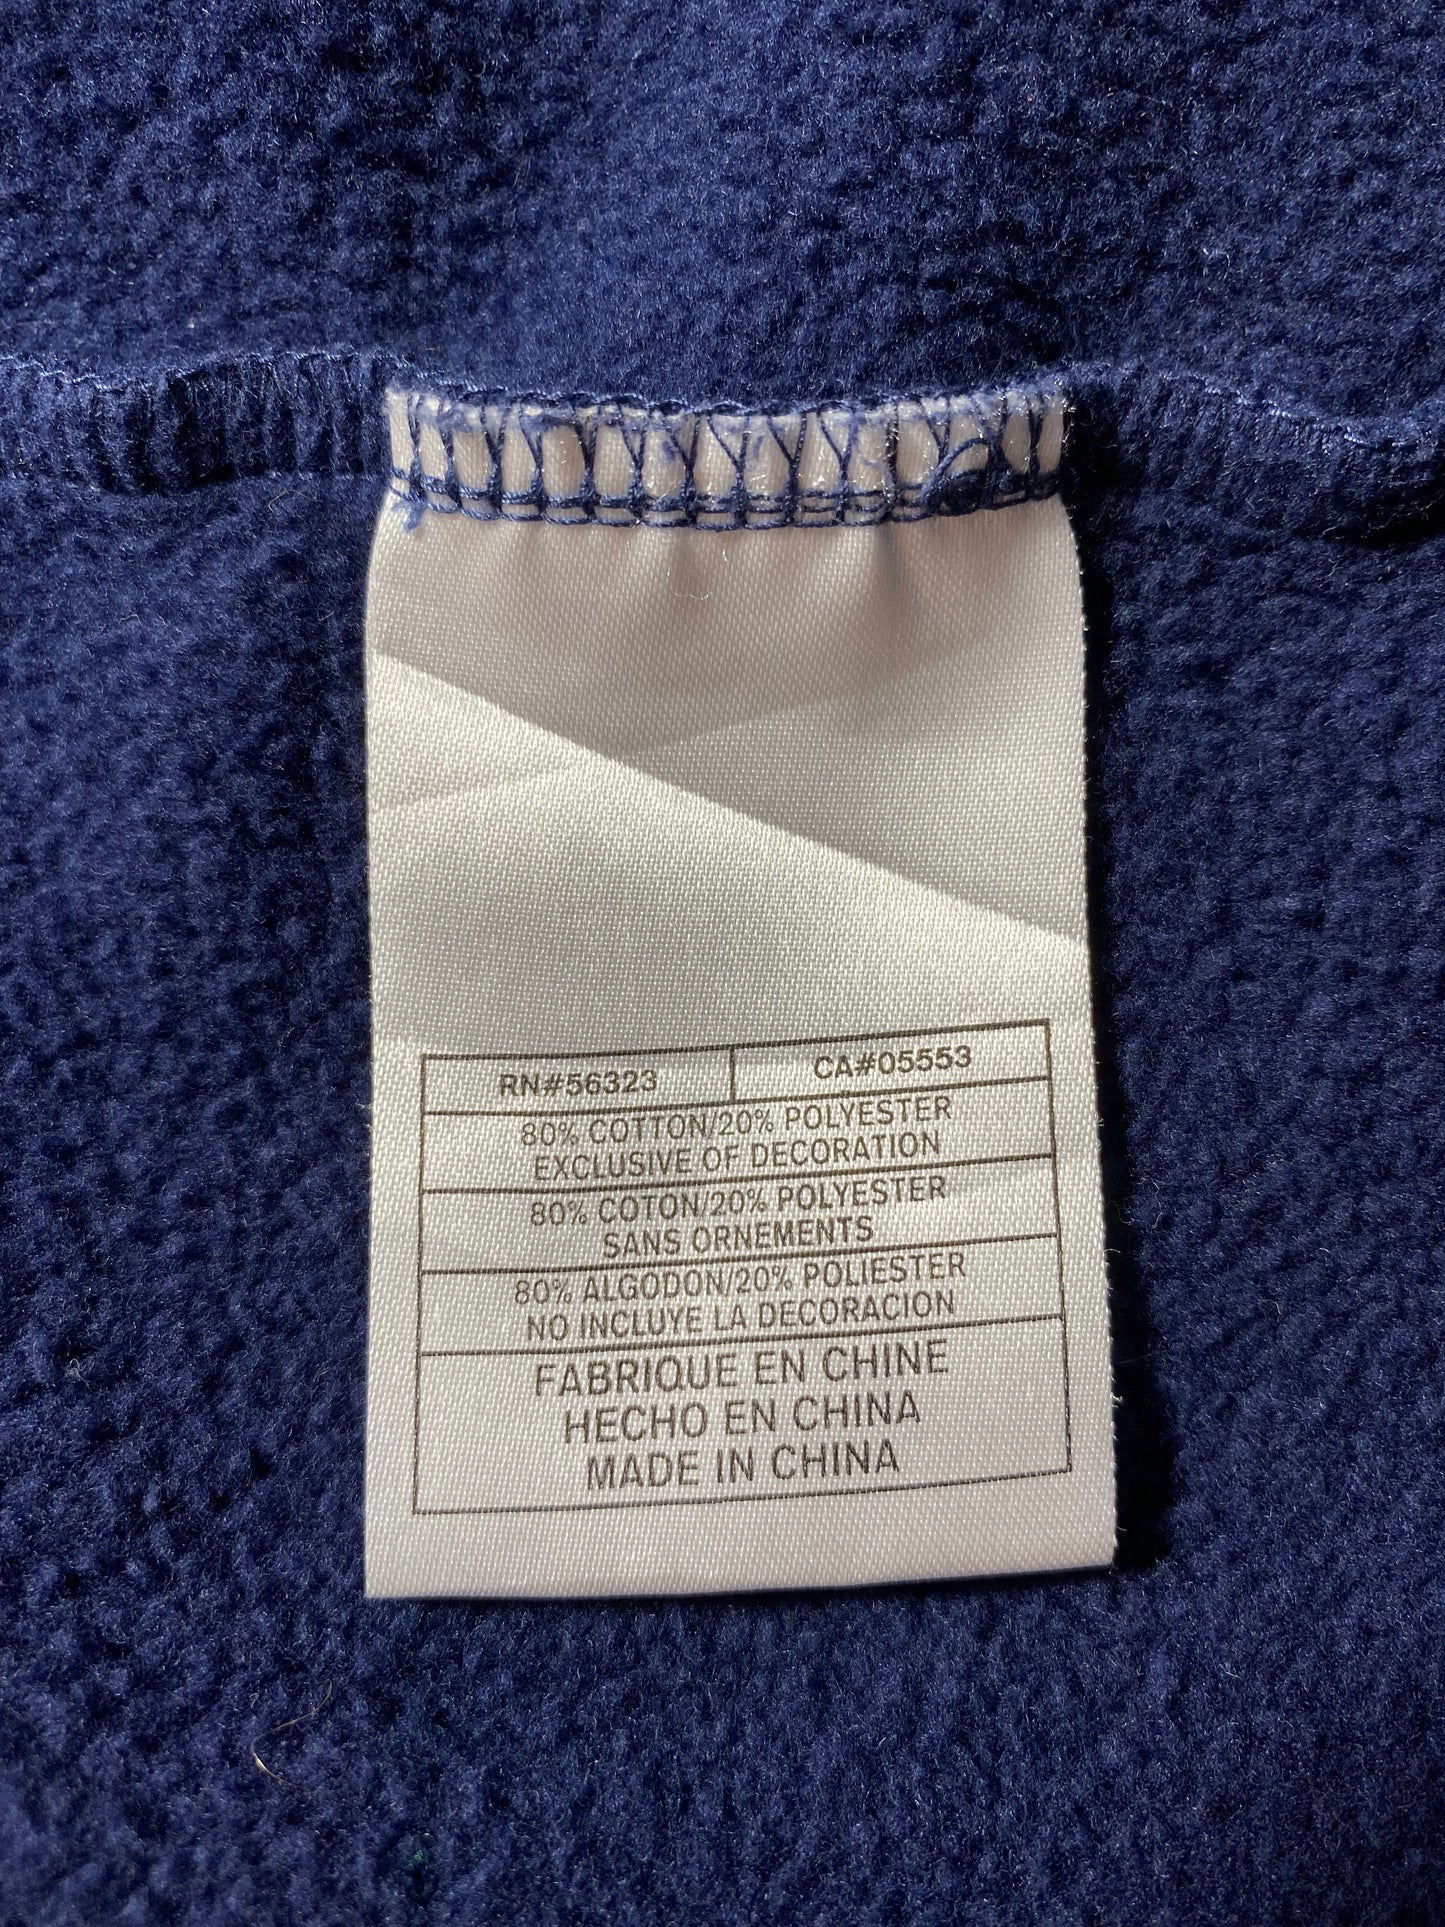 RN#56323 CA#05553
80% COTTON/20% POLYESTER
EXCLUSIVE OF DECORATION
80% COTON/20% POLYESTER
SANS ORNEMENTS
80% ALGODON/20% POLIESTER
NO INCLUYE LA DECORACION
FABRIQUE EN CHINE
HECHO EN CHINA
MADE IN CHINA